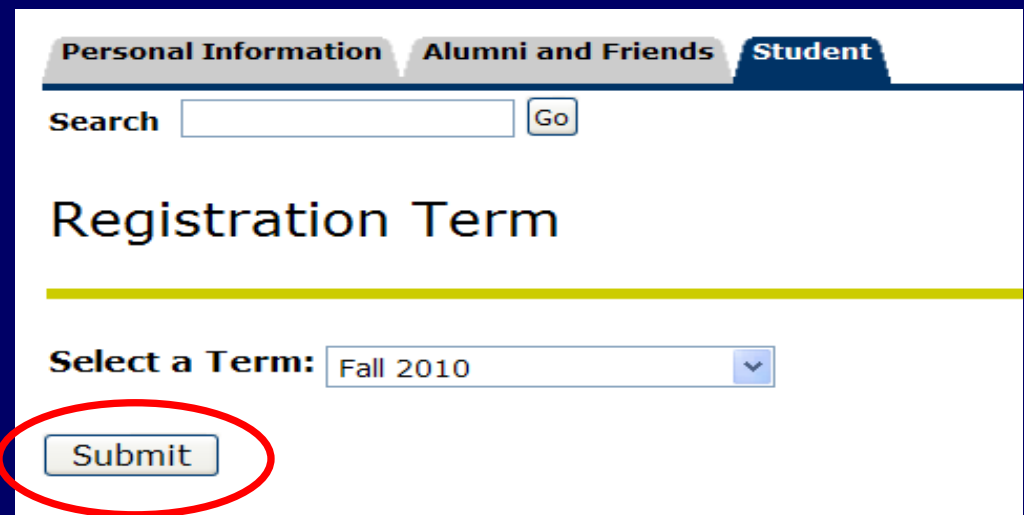 Personal Information Alumni and Friends Student
Search Go
Registration Term
Select a Term: Fall 2010
Submit